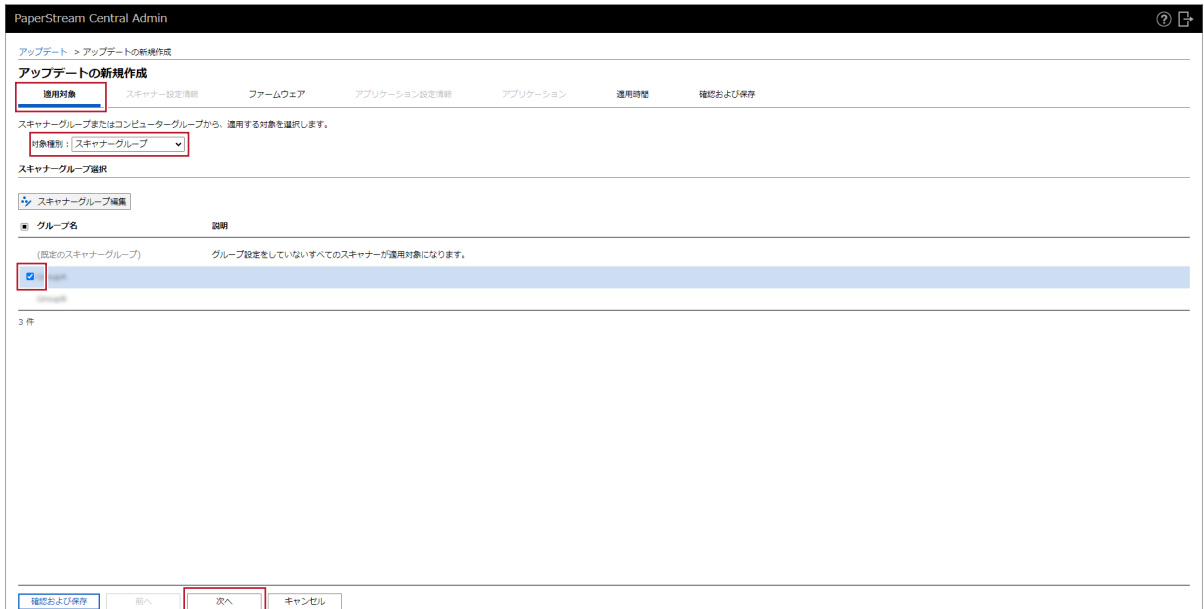 PaperStream Central Admin
アップデート > アップデートの新規作成
アップデートの新規作成
適用対象 スキャナー設定情報 ファームウェア アプリケーション設定情報 アプリケーション 適用時間 確認および保存
スキャナーグループまたはコンピューターグループから、適用する対象を選択します。
対象種別： スキャナーグループ
スキャナーグループ選択
スキャナーグループ編集
グループ名 説明
(既定のスキャナーグループ) グループ設定をしていないすべてのスキャナーが適用対象になります。
3 件
確認および保存 前へ 次へ キャンセル